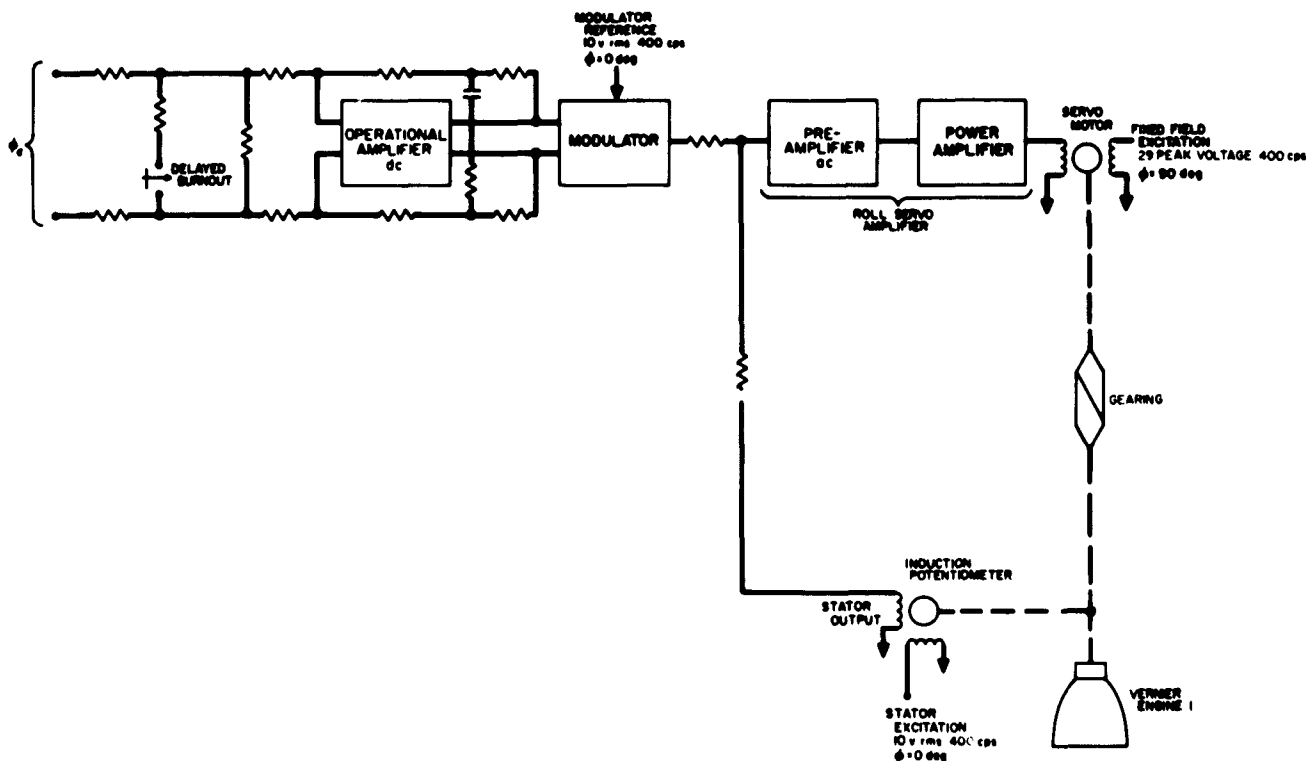 MODULATOR
REFERENCE
10 v rms 400 cps
ϕ=0 deg
OPERATIONAL
AMPLIFIER
dc
MODULATOR
PRE-
AMPLIFIER
ac
POWER
AMPLIFIER
SERVO
MOTOR
FIXED FIELD
EXCITATION
29 PEAK VOLTAGE 400 cps
ϕ=90 deg
DELAYED
BURNOUT
ROLL SERVO
AMPLIFIER
GEARING
INDUCTION
POTENTIOMETER
STATOR
OUTPUT
VERNIER
ENGINE 1
STATOR
EXCITATION
10 v rms 400 cps
ϕ=0 deg